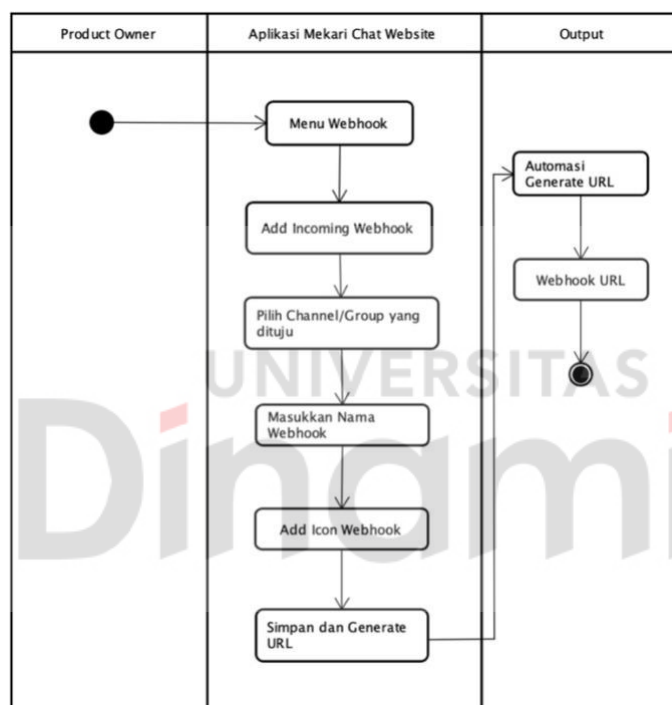 Product Owner
Aplikasi Mekari Chat Website
Output
Menu Webhook
Add Incoming Webhook
Pilih Channel/Group yang
dituju
Masukkan Nama
Webhook
Add Icon Webhook
Simpan dan Generate
URL
Automasi
Generate URL
Webhook URL
UNIVERSITAS
Dinami